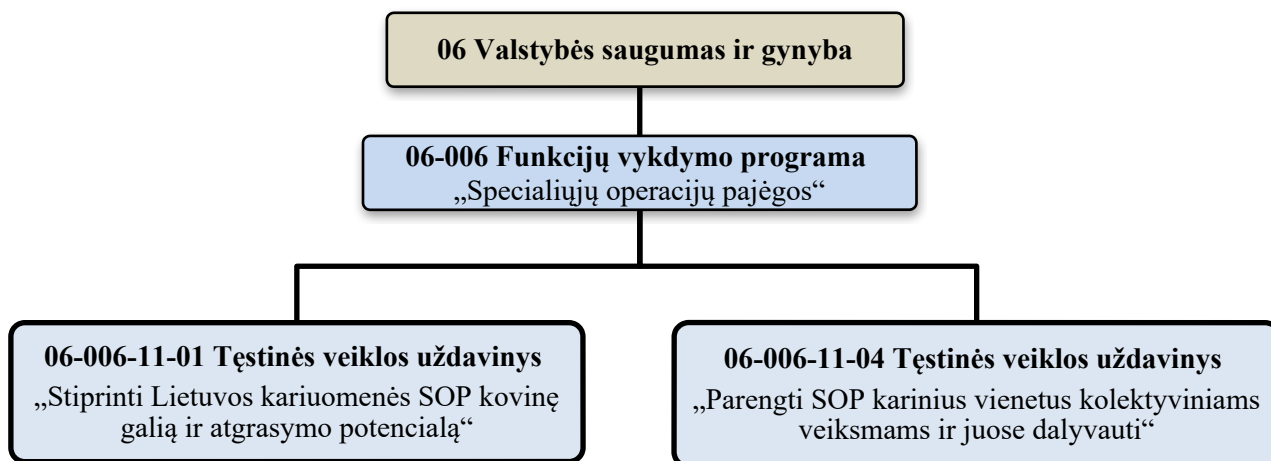 06 Valstybės saugumas ir gynyba
06-006 Funkcijų vykdymo programa
„Specialiųjų operacijų pajėgos“
06-006-11-01 Tęstinės veiklos uždavinys
„Stiprinti Lietuvos kariuomenės SOP kovinę
galią ir atgrasymo potencialą“
06-006-11-04 Tęstinės veiklos uždavinys
„Parengti SOP karinius vienetus kolektyviniams
veiksmams ir juose dalyvauti“